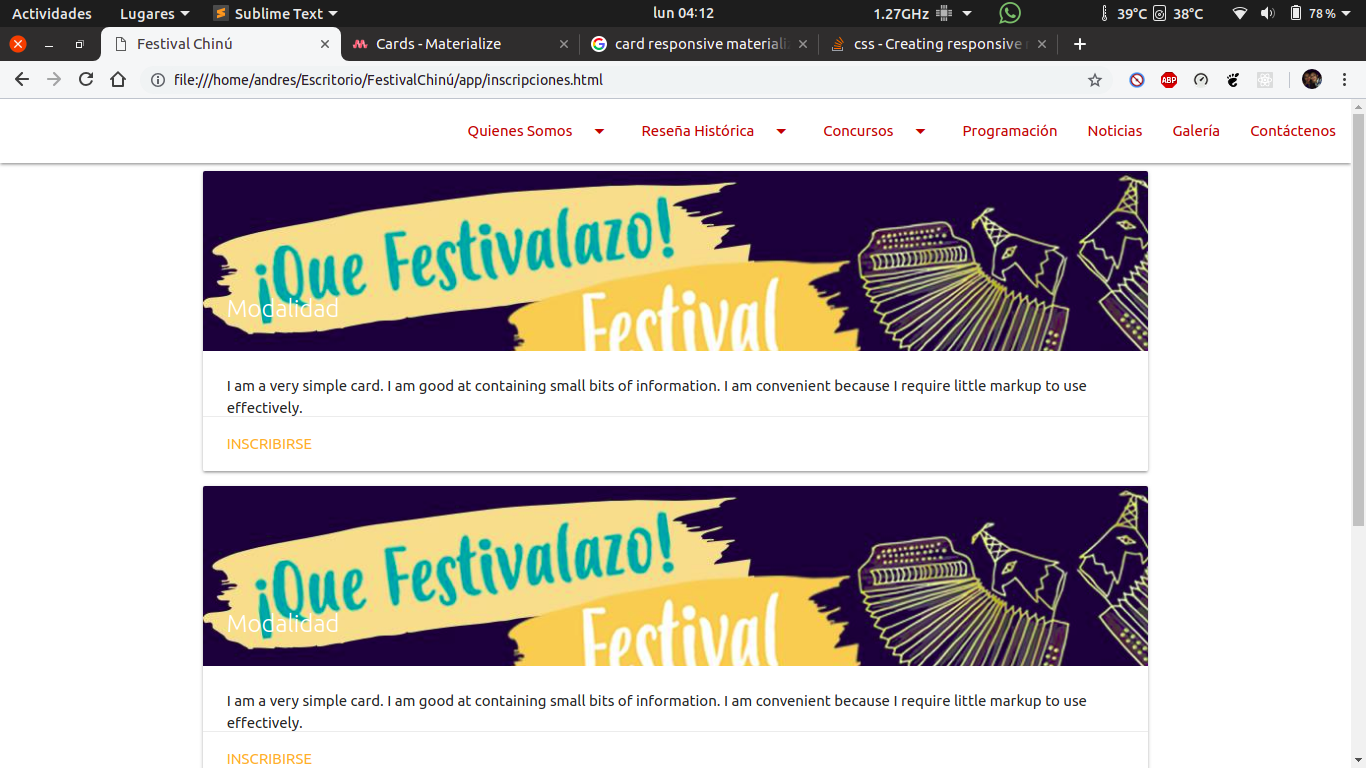 Actividades Lugares Sublime Text lun 04:12 1.27GHz 39°C 38°C 78 %
Festival Chinú Cards - Materialize card responsive materiali css - Creating responsive
file:///home/andres/Escritorio/FestivalChinú/app/inscripciones.html ABP
Quienes Somos Reseña Histórica Concursos Programación Noticias Galería Contáctenos
¡Que Festivalazo!
Festival
Modalidad
I am a very simple card. I am good at containing small bits of information. I am convenient because I require little markup to use
effectively.
INSCRIBIRSE
¡Que Festivalazo!
Festival
Modalidad
I am a very simple card. I am good at containing small bits of information. I am convenient because I require little markup to use
effectively.
INSCRIBIRSE